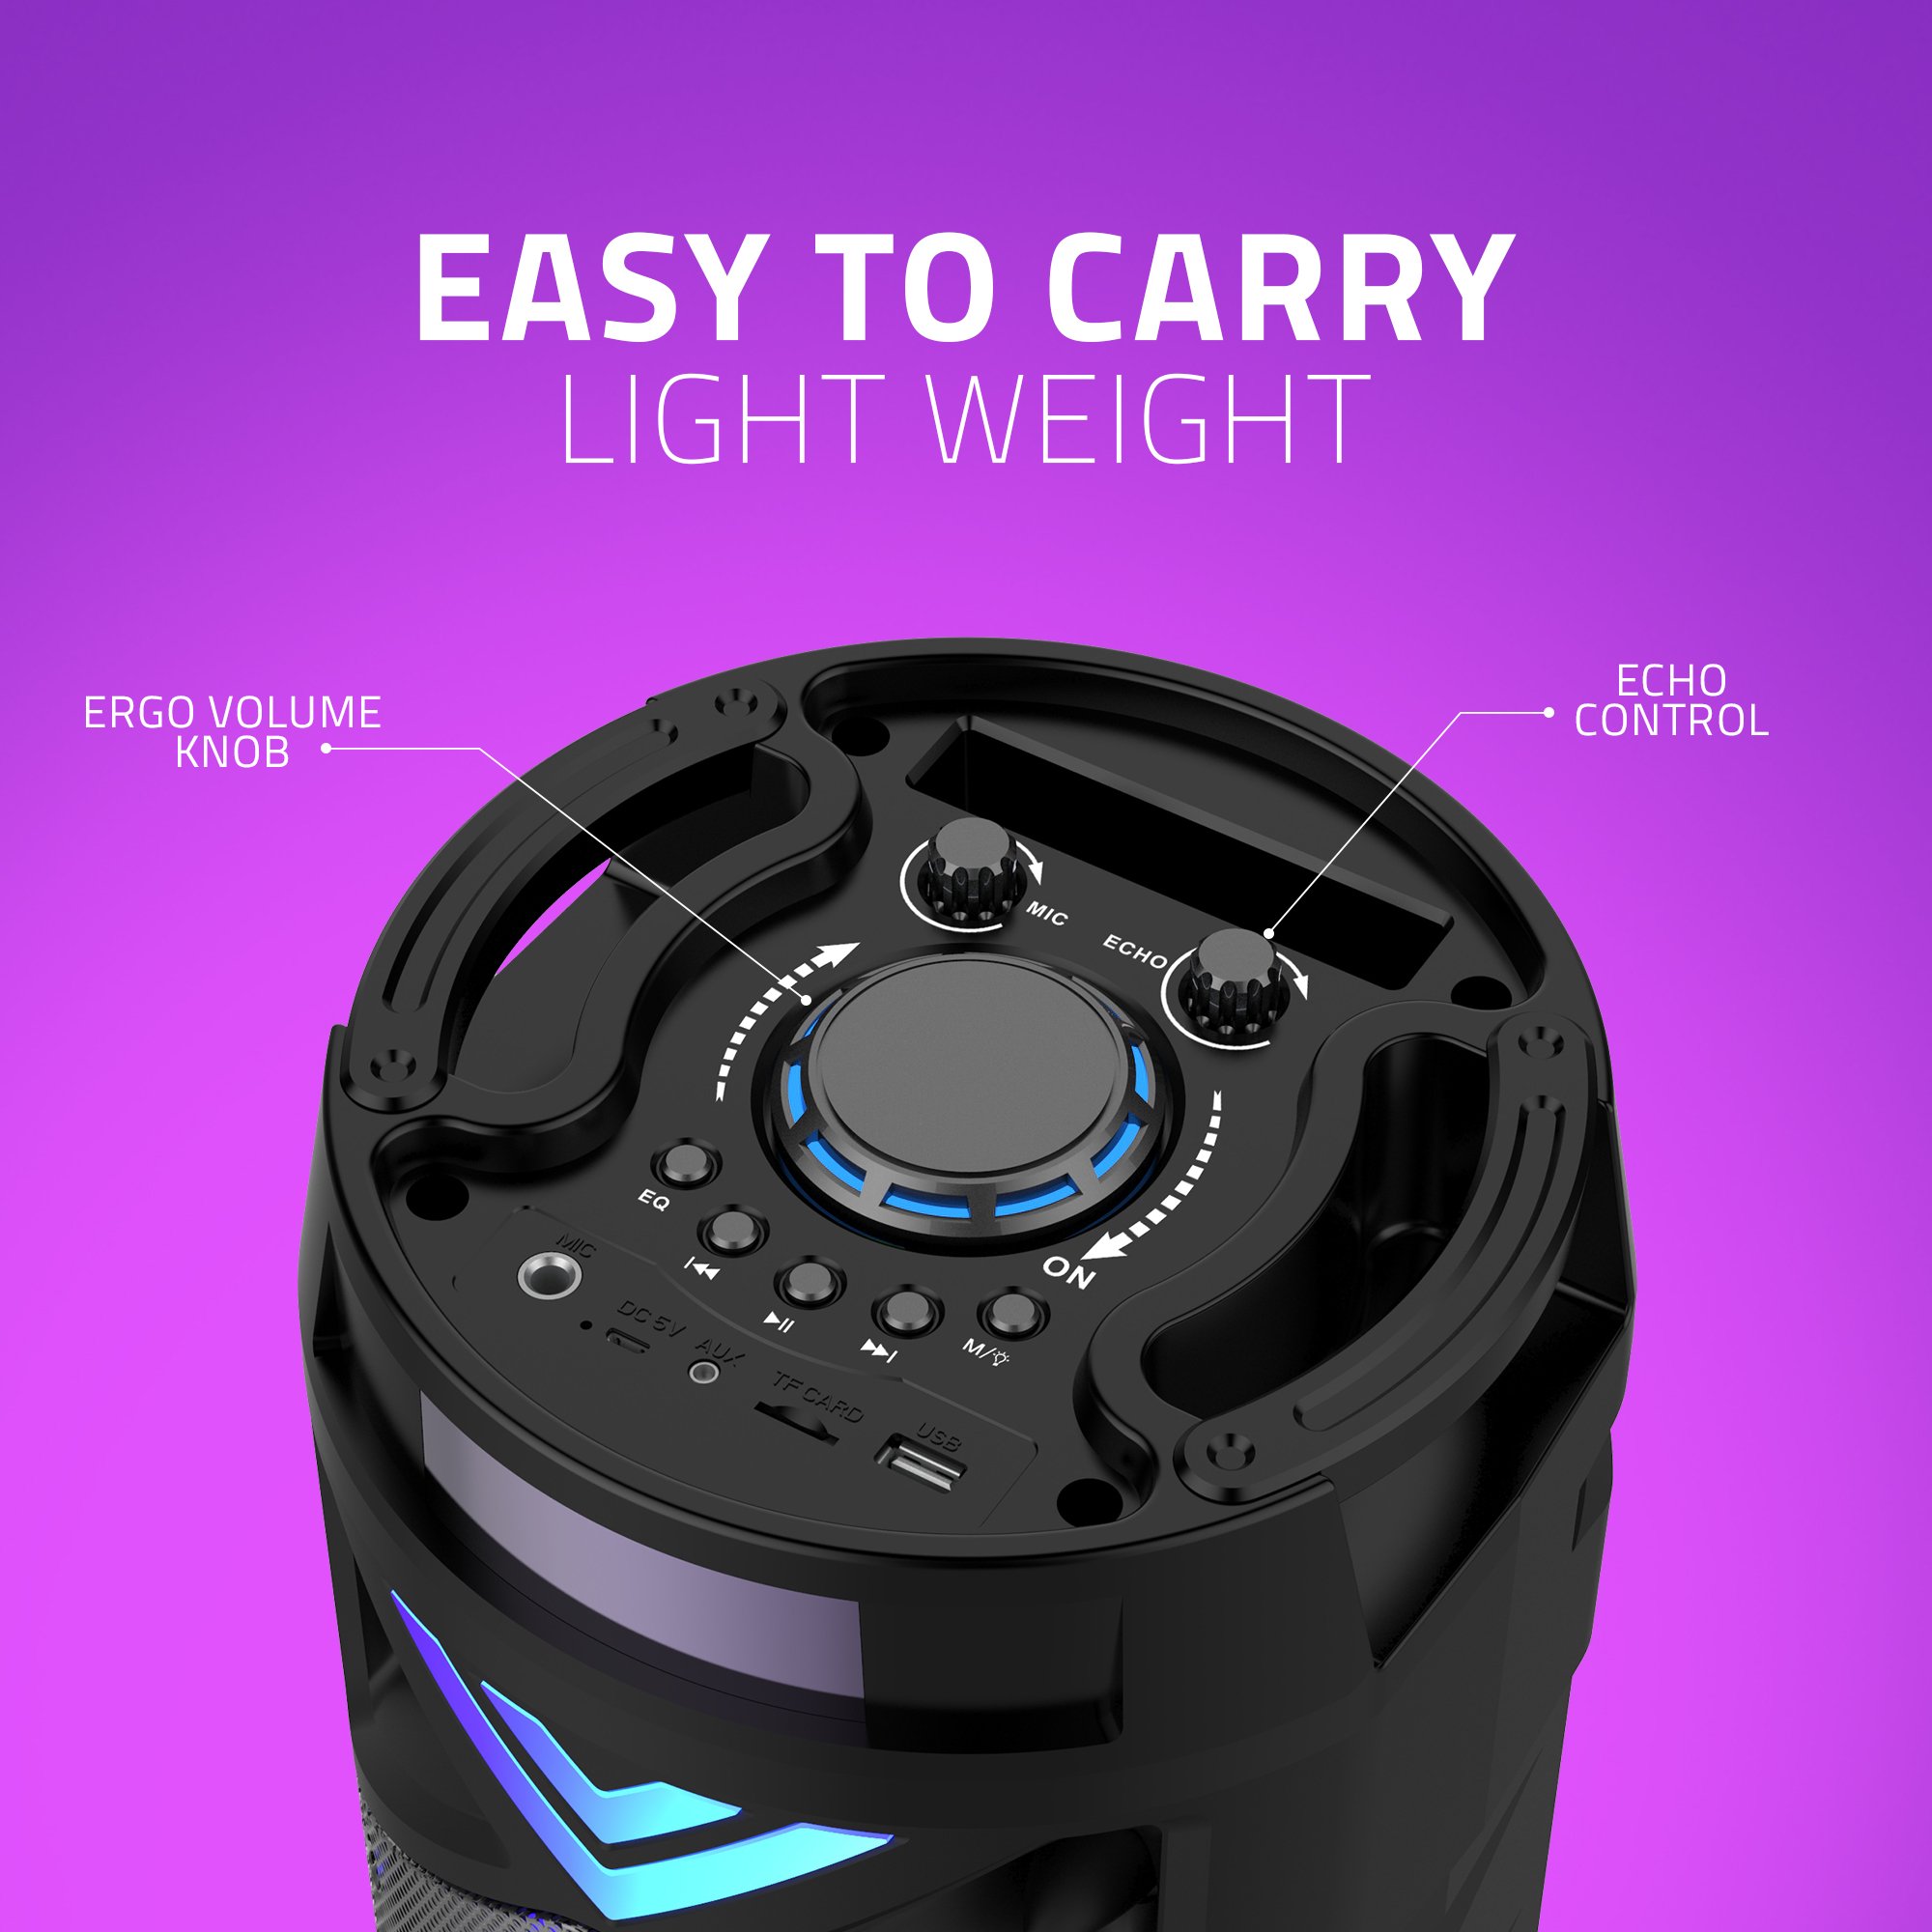 EASY TO CARRY
LIGHT WEIGHT
ERGO VOLUME
KNOB
ECHO
CONTROL
MIC
ECHO
EQ
ON
M/
MIC
DC 5V
AUX
TF CARD
USB